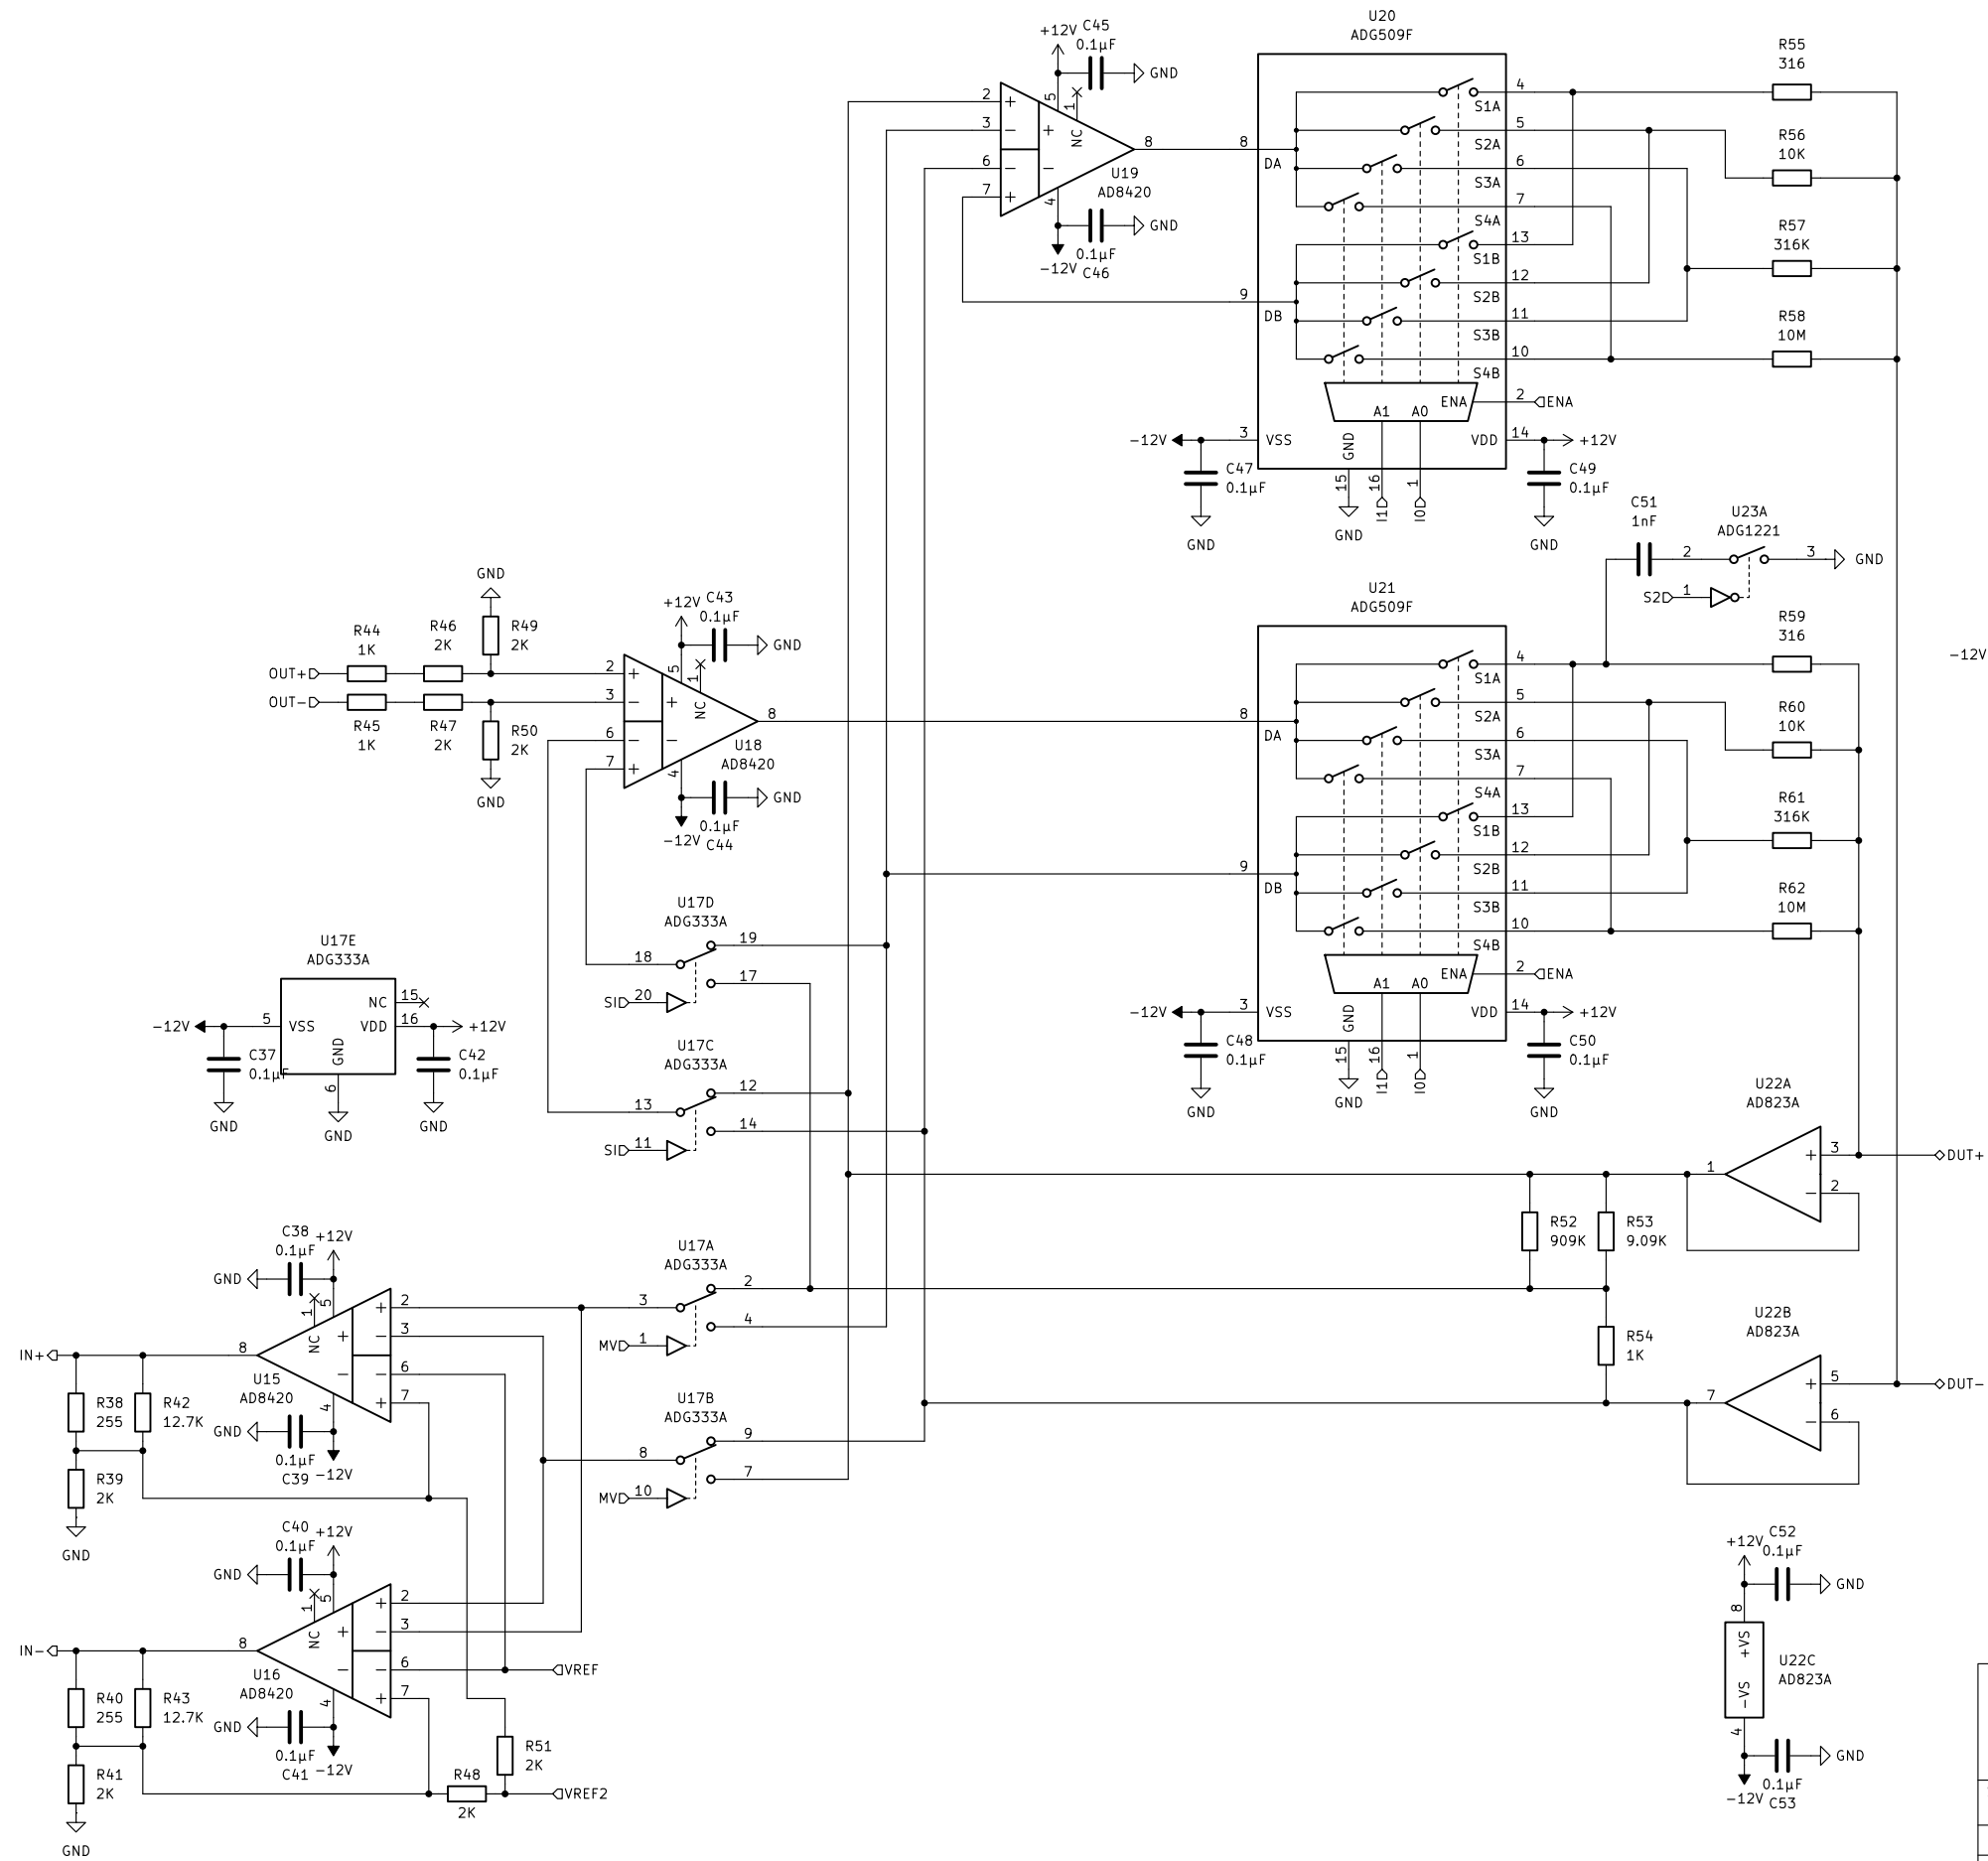 U20
ADG509F
C45
0.1µF
+12V
GND
5
1
NC
2
3
6
7
8
4
U19
AD8420
GND
0.1µF
C46
-12V
8
DA
9
DB
S1A
4
S2A
5
S3A
6
S4A
7
S1B
13
S2B
12
S3B
11
S4B
10
ENA
2
ENA
A1
A0
3
VSS
GND
VDD
14
-12V
+12V
15
16
1
I1
I0
GND
C47
0.1µF
GND
C49
0.1µF
GND
R55
316
R56
10K
R57
316K
R58
10M
C51
1nF
U23A
ADG1221
2
3
GND
S2
1
U21
ADG509F
8
DA
9
DB
S1A
4
S2A
5
S3A
6
S4A
7
S1B
13
S2B
12
S3B
11
S4B
10
ENA
2
ENA
A1
A0
3
VSS
GND
VDD
14
-12V
+12V
15
16
1
I1
I0
GND
C48
0.1µF
GND
C50
0.1µF
GND
R59
316
R60
10K
R61
316K
R62
10M
-12V
GND
R49
2K
R44
1K
R46
2K
OUT+
OUT-
R45
1K
R47
2K
R50
2K
GND
+12V
C43
0.1µF
GND
5
1
NC
2
3
6
7
8
4
U18
AD8420
GND
0.1µF
-12V
C44
U17D
ADG333A
19
18
17
SI
20
U17E
ADG333A
NC
15
-12V
5
VSS
VDD
16
+12V
GND
6
C37
0.1µF
C42
0.1µF
GND
GND
GND
U17C
ADG333A
12
13
14
SI
11
U22A
AD823A
3
DUT+
1
2
R52
909K
R53
9.09K
R54
1K
U22B
AD823A
5
DUT-
7
6
U17A
ADG333A
2
3
4
MV
1
U17B
ADG333A
9
8
7
MV
10
C38
0.1µF
+12V
GND
5
1
NC
2
3
6
7
8
4
IN+
U15
AD8420
R38
255
R42
12.7K
GND
0.1µF
C39
-12V
R39
2K
GND
C40
0.1µF
+12V
GND
5
1
NC
2
3
6
7
8
4
IN-
VREF
U16
AD8420
R40
255
R43
12.7K
GND
0.1µF
C41
-12V
R41
2K
GND
R51
2K
R48
2K
VREF2
+12V
C52
0.1µF
GND
8
+VS
-VS
4
U22C
AD823A
GND
0.1µF
-12V
C53